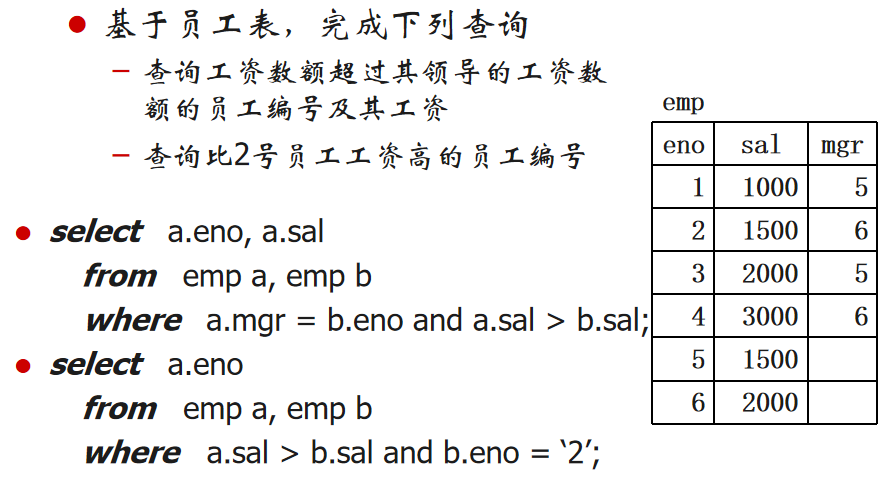 ● 基于员工表，完成下列查询
– 查询工资数额超过其领导的工资数
额的员工编号及其工资
– 查询比2号员工工资高的员工编号
● select a.eno, a.sal
from emp a, emp b
where a.mgr = b.eno and a.sal > b.sal;
● select a.eno
from emp a, emp b
where a.sal > b.sal and b.eno = ‘2’;
emp
eno sal mgr
1 1000 5
2 1500 6
3 2000 5
4 3000 6
5 1500
6 2000